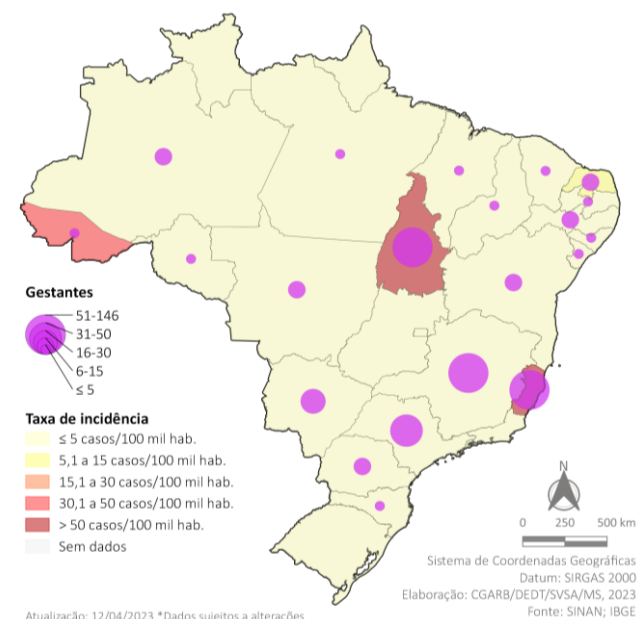 Gestantes
51-146
31-50
16-30
6-15
≤ 5
Taxa de incidência
≤ 5 casos/100 mil hab.
5,1 a 15 casos/100 mil hab.
15,1 a 30 casos/100 mil hab.
30,1 a 50 casos/100 mil hab.
> 50 casos/100 mil hab.
Sem dados
N
0 250 500 km
Sistema de Coordenadas Geográficas
Datum: SIRGAS 2000
Elaboração: CGARB/DEDT/SVSA/MS, 2023
Fonte: SINAN; IBGE
Atualização: 12/04/2023 *Dados sujeitos a alterações